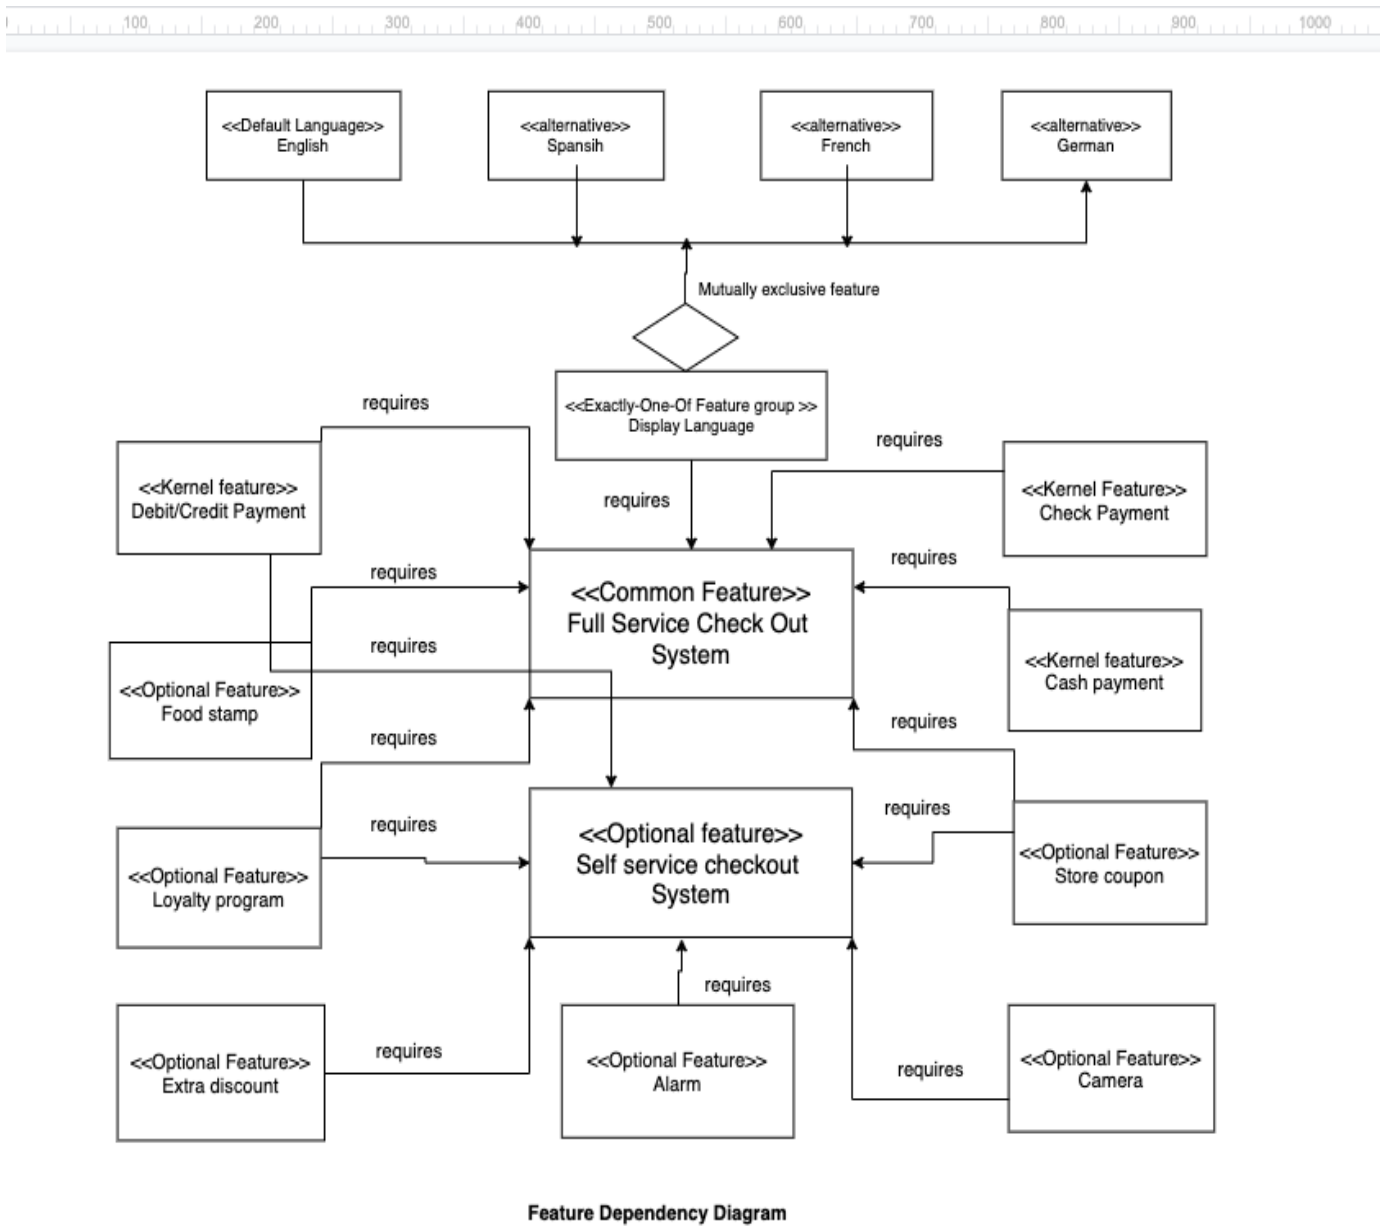 100 200 300 400 500 600 700 800 900 1000
<<Default Language>>
English
<<alternative>>
Spansih
<<alternative>>
French
<<alternative>>
German
Mutually exclusive feature
<<Exactly-One-Of Feature group >>
Display Language
requires
requires
requires
<<Kernel feature>>
Debit/Credit Payment
<<Kernel Feature>>
Check Payment
requires
requires
<<Common Feature>>
Full Service Check Out
System
requires
<<Kernel feature>>
Cash payment
<<Optional Feature>>
Food stamp
requires
requires
requires
requires
<<Optional feature>>
Self service checkout
System
<<Optional Feature>>
Loyalty program
<<Optional Feature>>
Store coupon
requires
requires
requires
<<Optional Feature>>
Extra discount
<<Optional Feature>>
Alarm
<<Optional Feature>>
Camera
Feature Dependency Diagram